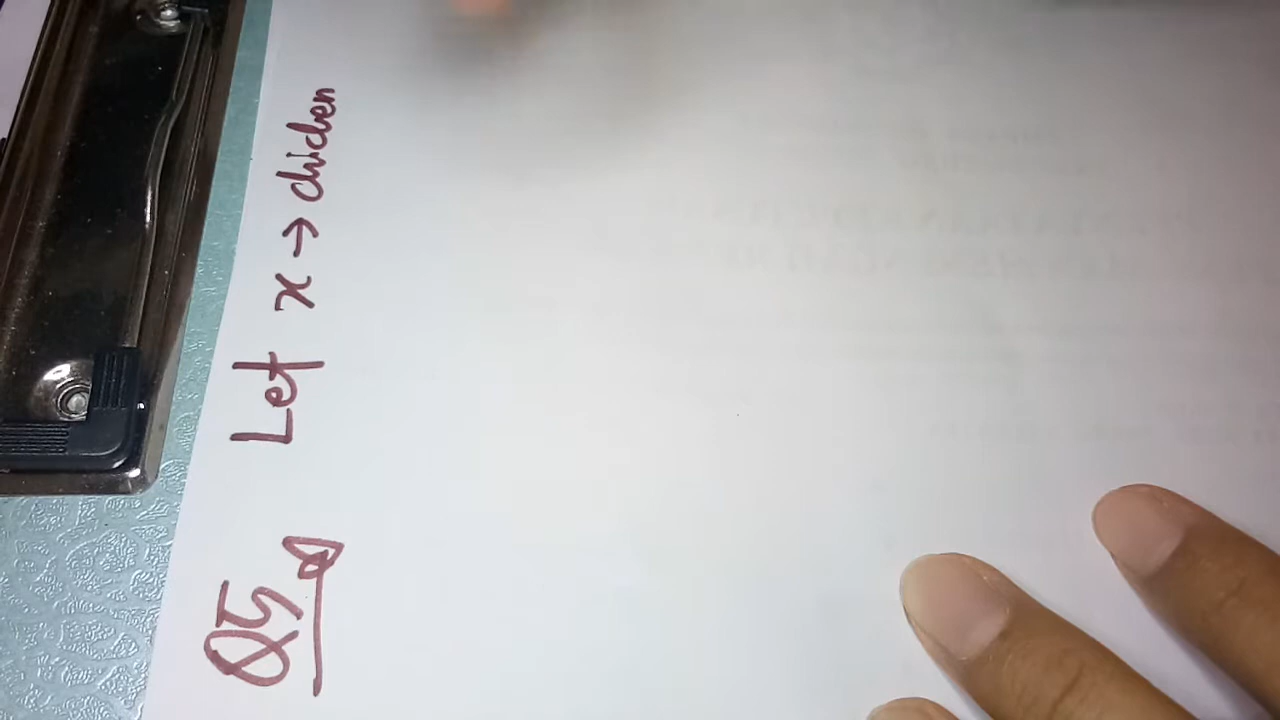 Q5 Let x → chicken